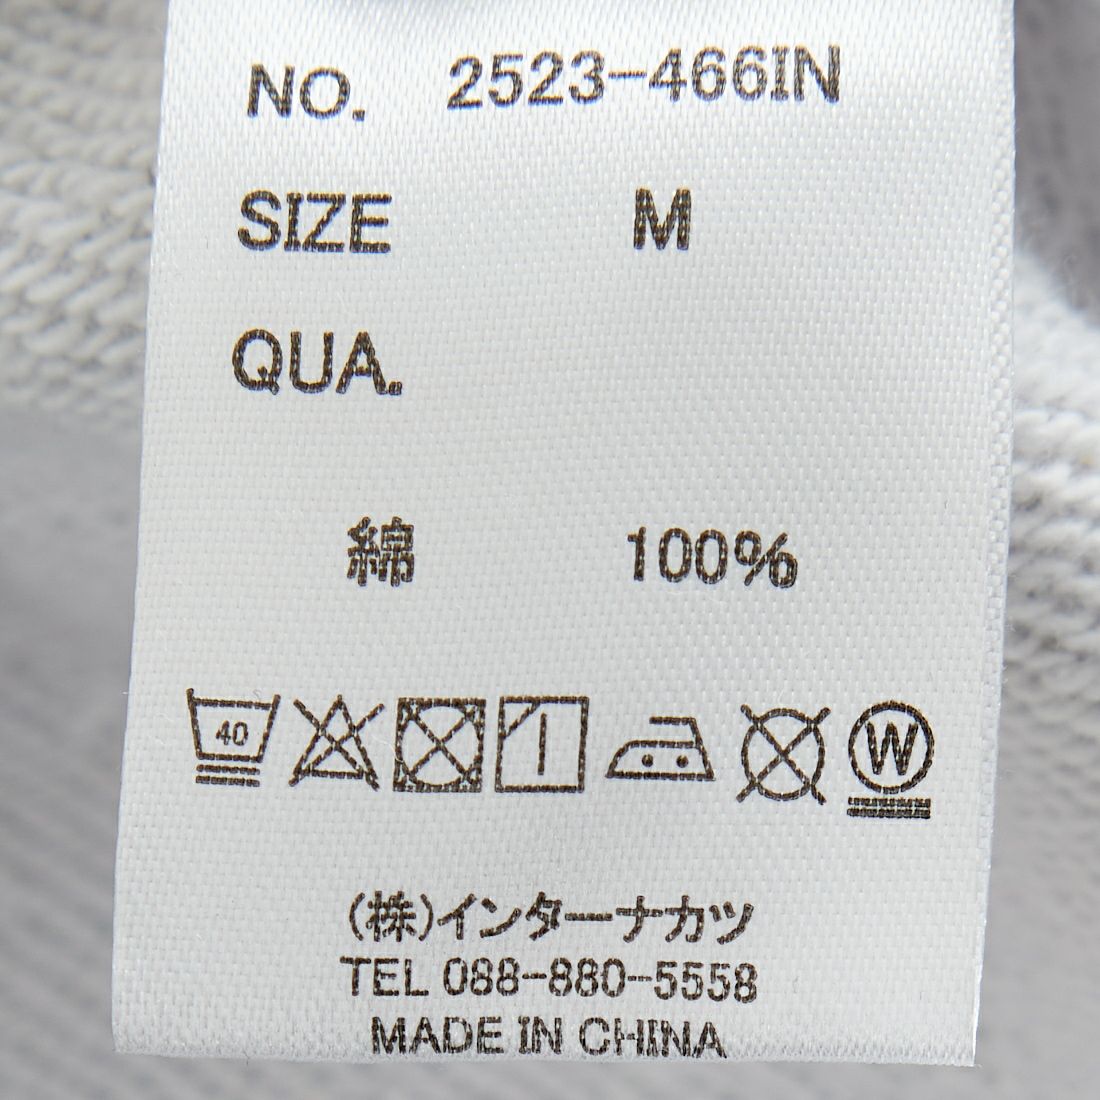 NO. 2523-466IN
SIZE M
QUA.
綿 100%
40 W
(株)インターナカツ
TEL 088-880-5558
MADE IN CHINA